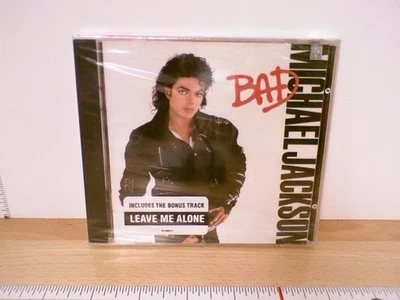 BAD
MICHAEL JACKSON
INCLUDES THE BONUS TRACK
LEAVE ME ALONE